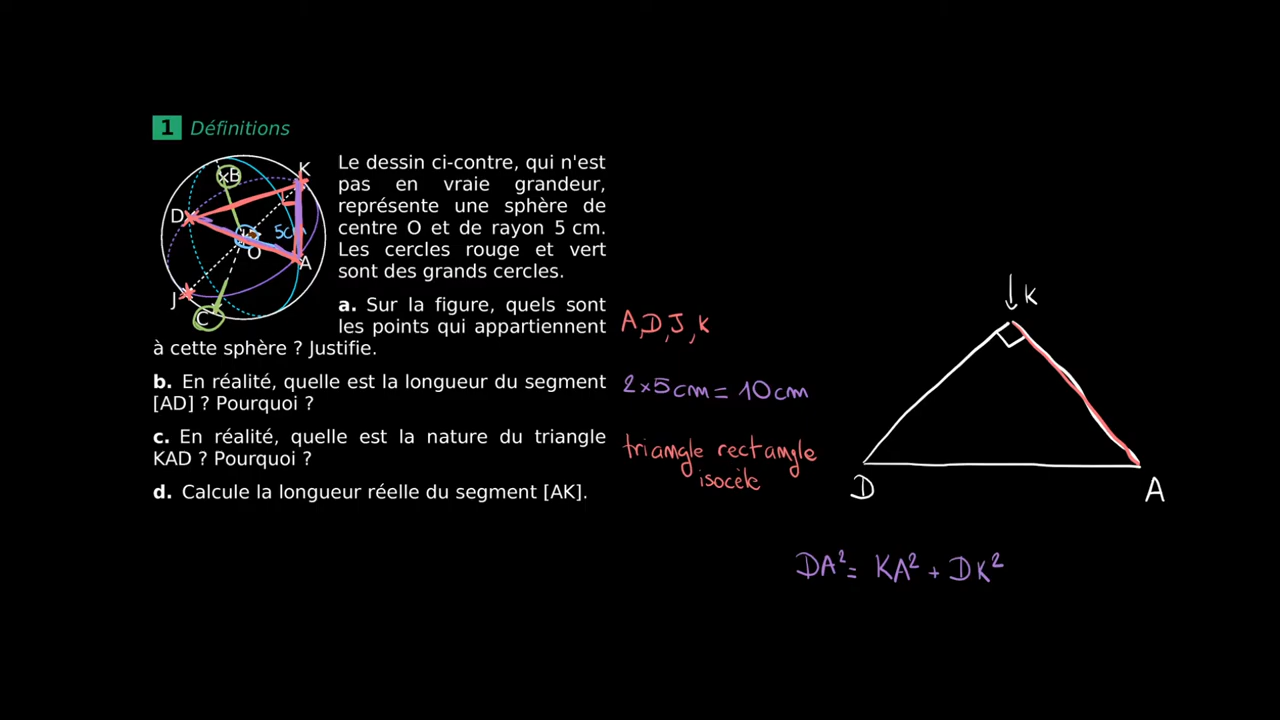 1 Définitions
Le dessin ci-contre, qui n'est
pas en vraie grandeur,
représente une sphère de
centre O et de rayon 5 cm.
Les cercles rouge et vert
sont des grands cercles.
B
K
D
5cm
O
A
J
C
a. Sur la figure, quels sont
les points qui appartiennent
à cette sphère ? Justifie.
A,D,J,K
b. En réalité, quelle est la longueur du segment
[AD] ? Pourquoi ?
2×5cm = 10cm
c. En réalité, quelle est la nature du triangle
KAD ? Pourquoi ?
triangle rectangle
isocèle
d. Calcule la longueur réelle du segment [AK].
K
D
A
DA² = KA² + DK²